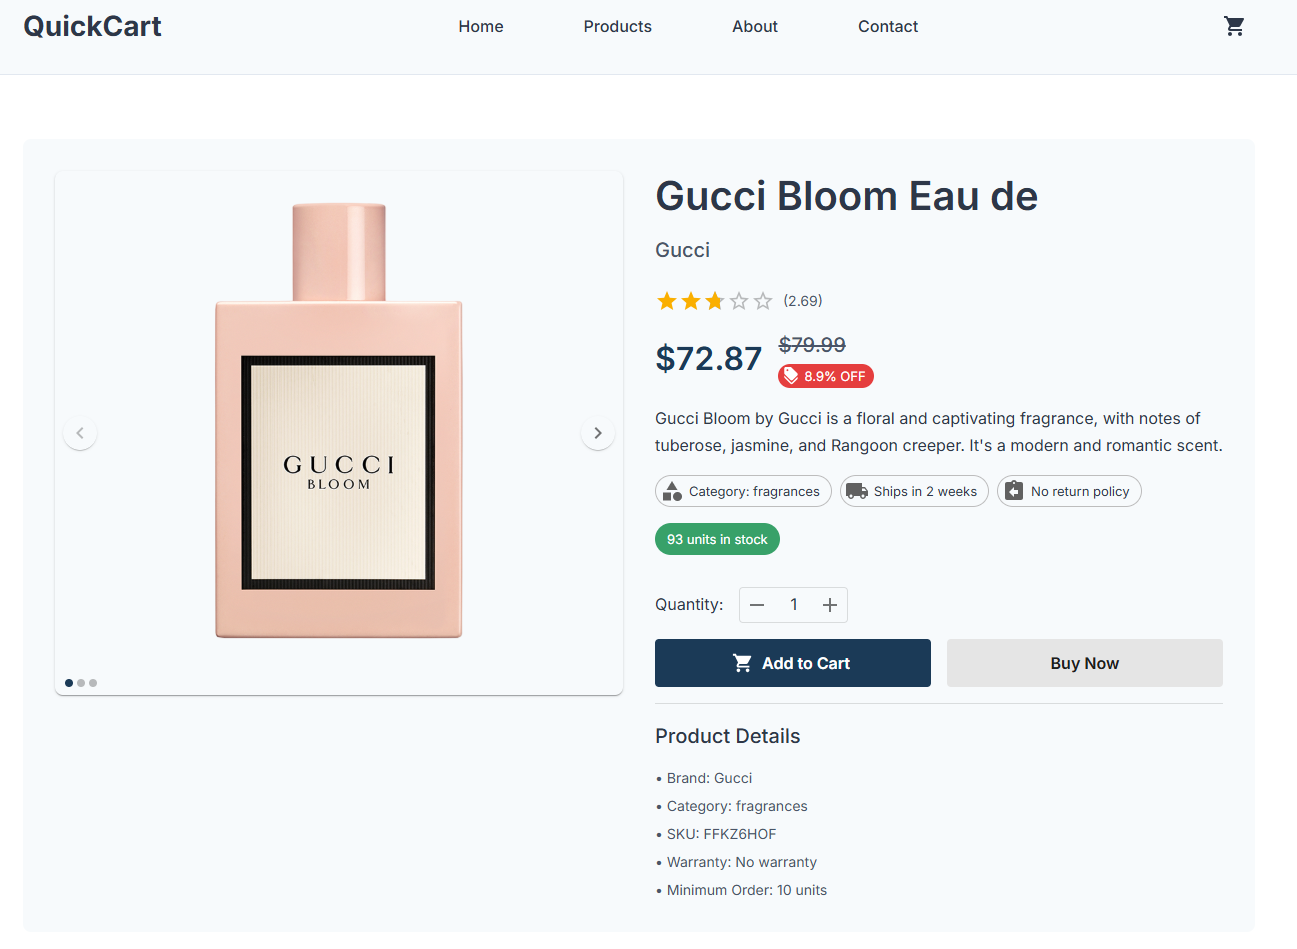 QuickCart
Home Products About Contact
GUCCI
BLOOM
Gucci Bloom Eau de
Gucci
(2.69)
$72.87
$79.99
8.9% OFF
Gucci Bloom by Gucci is a floral and captivating fragrance, with notes of
tuberose, jasmine, and Rangoon creeper. It's a modern and romantic scent.
Category: fragrances Ships in 2 weeks No return policy
93 units in stock
Quantity: 1
Add to Cart Buy Now
Product Details
• Brand: Gucci
• Category: fragrances
• SKU: FFKZ6HOF
• Warranty: No warranty
• Minimum Order: 10 units